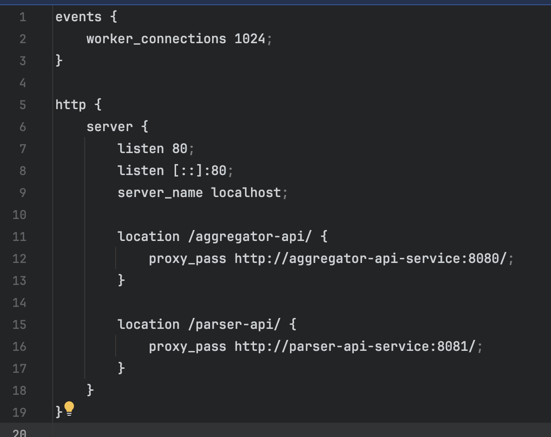 1 events {
2     worker_connections 1024;
3 }
4
5 http {
6     server {
7         listen 80;
8         listen [::]:80;
9         server_name localhost;
10
11         location /aggregator-api/ {
12             proxy_pass http://aggregator-api-service:8080/;
13         }
14
15         location /parser-api/ {
16             proxy_pass http://parser-api-service:8081/;
17         }
18     }
19 }
20